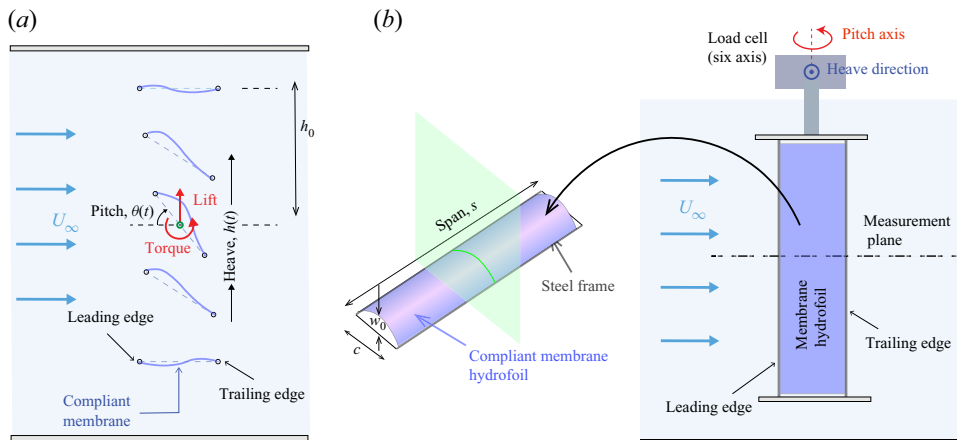 (a)
h₀
Lift
Pitch, θ(t)
U∞
Torque
Heave, h(t)
Leading edge
Compliant
membrane
Trailing edge
(b)
Span, s
w₀
c
Steel frame
Compliant membrane
hydrofoil
Load cell
(six axis)
Pitch axis
Heave direction
U∞
Measurement
plane
Membrane
hydrofoil
Trailing edge
Leading edge